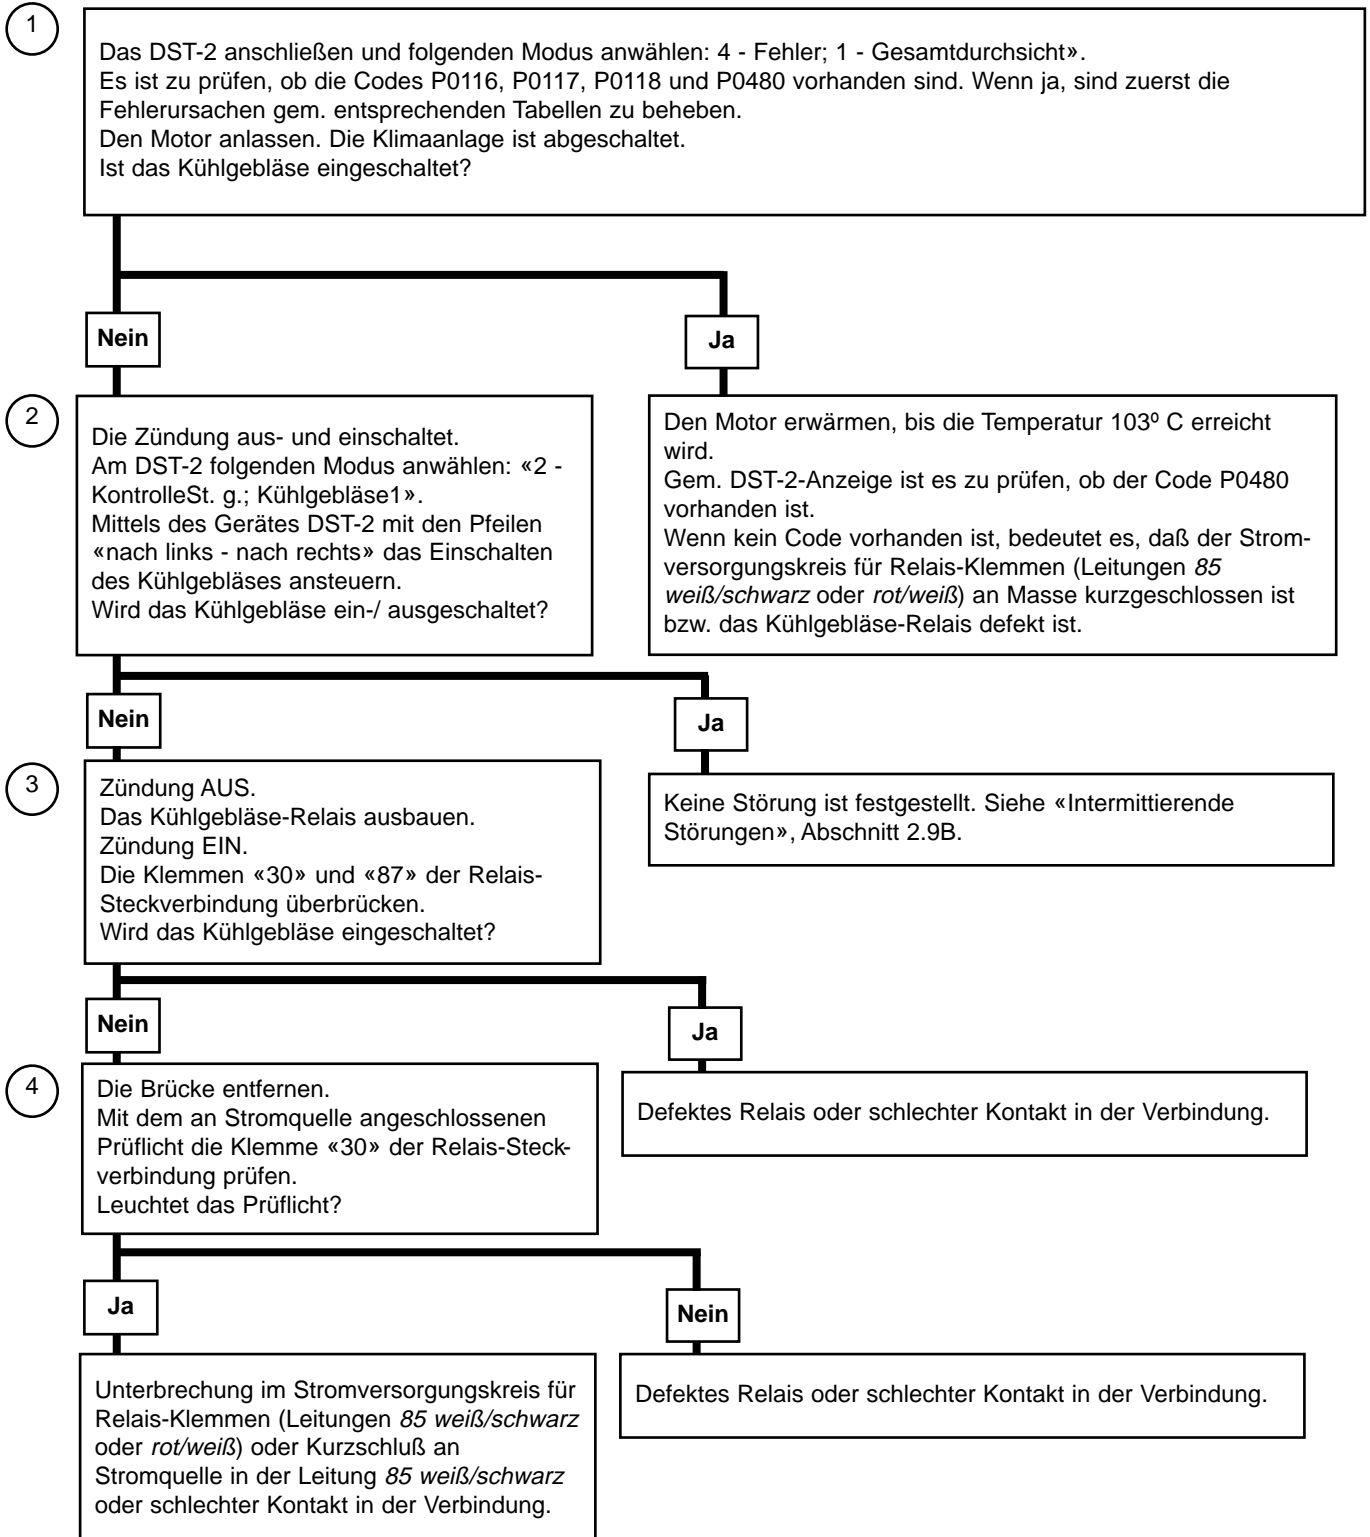 1
Das DST-2 anschließen und folgenden Modus anwählen: 4 - Fehler; 1 - Gesamtdurchsicht».
Es ist zu prüfen, ob die Codes P0116, P0117, P0118 und P0480 vorhanden sind. Wenn ja, sind zuerst die
Fehlerursachen gem. entsprechenden Tabellen zu beheben.
Den Motor anlassen. Die Klimaanlage ist abgeschaltet.
Ist das Kühlgebläse eingeschaltet?
Nein
Ja
2
Die Zündung aus- und einschaltet.
Am DST-2 folgenden Modus anwählen: «2 -
KontrolleSt. g.; Kühlgebläse1».
Mittels des Gerätes DST-2 mit den Pfeilen
«nach links - nach rechts» das Einschalten
des Kühlgebläses ansteuern.
Wird das Kühlgebläse ein-/ ausgeschaltet?
Den Motor erwärmen, bis die Temperatur 103º C erreicht
wird.
Gem. DST-2-Anzeige ist es zu prüfen, ob der Code P0480
vorhanden ist.
Wenn kein Code vorhanden ist, bedeutet es, daß der Strom-
versorgungskreis für Relais-Klemmen (Leitungen 85
weiß/schwarz oder rot/weiß) an Masse kurzgeschlossen ist
bzw. das Kühlgebläse-Relais defekt ist.
Nein
Ja
3
Zündung AUS.
Das Kühlgebläse-Relais ausbauen.
Zündung EIN.
Die Klemmen «30» und «87» der Relais-
Steckverbindung überbrücken.
Wird das Kühlgebläse eingeschaltet?
Keine Störung ist festgestellt. Siehe «Intermittierende
Störungen», Abschnitt 2.9B.
Nein
Ja
4
Die Brücke entfernen.
Mit dem an Stromquelle angeschlossenen
Prüflicht die Klemme «30» der Relais-Steck-
verbindung prüfen.
Leuchtet das Prüflicht?
Defektes Relais oder schlechter Kontakt in der Verbindung.
Ja
Nein
Unterbrechung im Stromversorgungskreis für
Relais-Klemmen (Leitungen 85 weiß/schwarz
oder rot/weiß) oder Kurzschluß an
Stromquelle in der Leitung 85 weiß/schwarz
oder schlechter Kontakt in der Verbindung.
Defektes Relais oder schlechter Kontakt in der Verbindung.